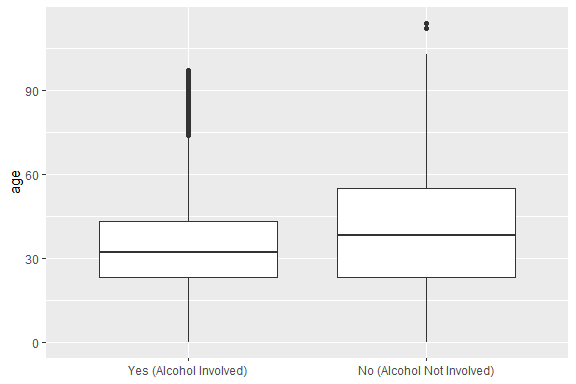 age
90
60
30
0
Yes (Alcohol Involved)
No (Alcohol Not Involved)